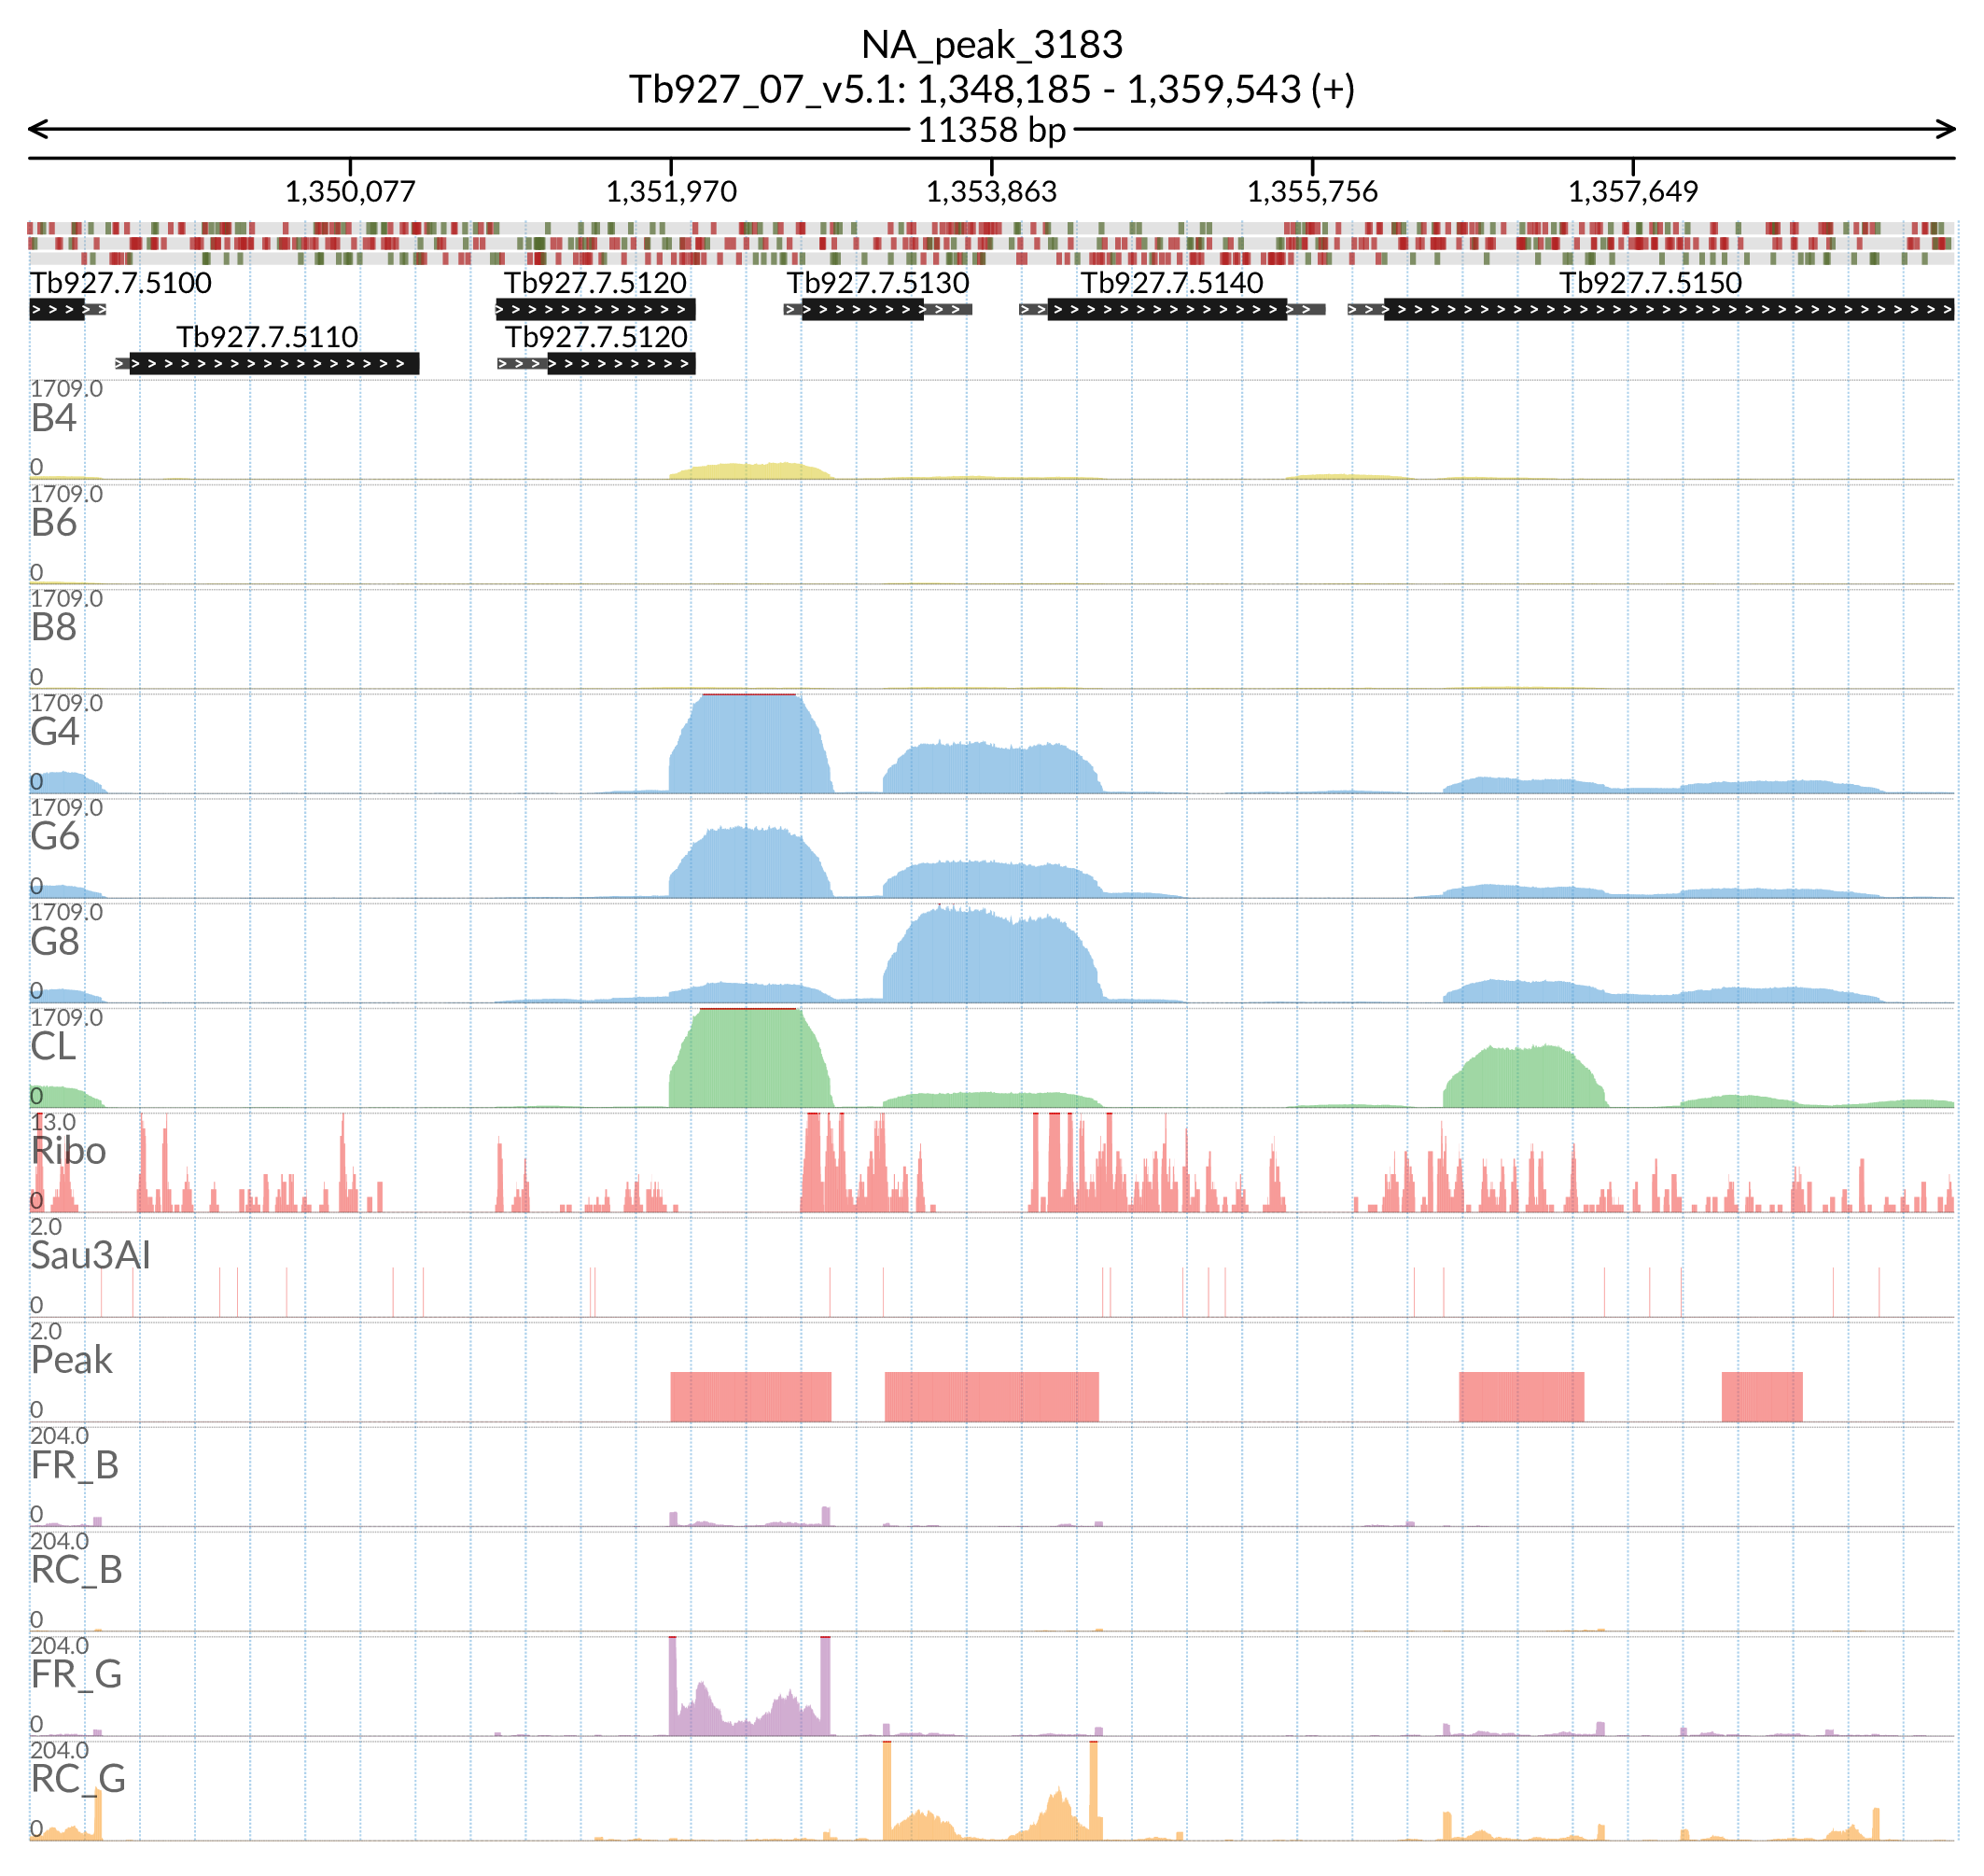 NA_peak_3183
Tb927_07_v5.1: 1,348,185 - 1,359,543 (+)
11358 bp
1,350,077 1,351,970 1,353,863 1,355,756 1,357,649
Tb927.7.5100 Tb927.7.5120 Tb927.7.5130 Tb927.7.5140 Tb927.7.5150
Tb927.7.5110 Tb927.7.5120
1709.0
B4
0
1709.0
B6
0
1709.0
B8
0
1709.0
G4
0
1709.0
G6
0
1709.0
G8
0
1709.0
CL
0
13.0
Ribo
0
2.0
Sau3AI
0
2.0
Peak
0
204.0
FR_B
0
204.0
RC_B
0
204.0
FR_G
0
204.0
RC_G
0